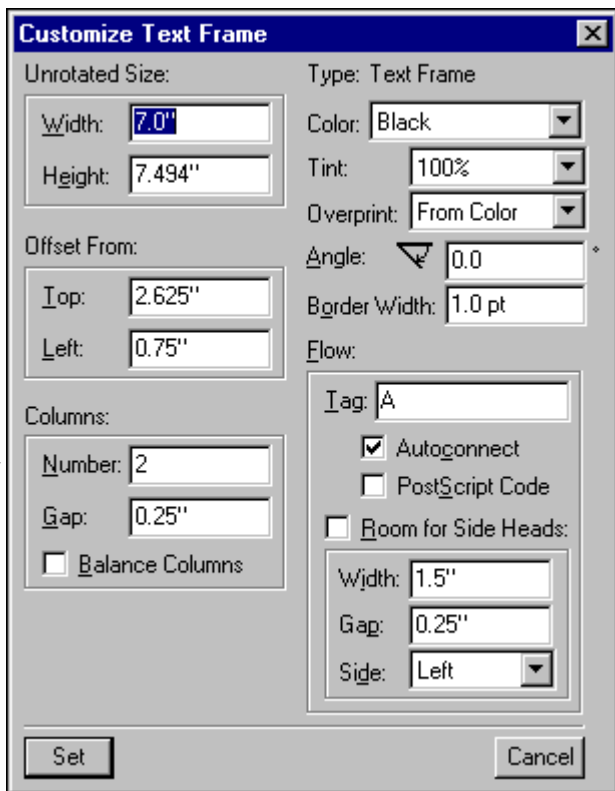 Customize Text Frame
Unrotated Size:
Width: 7.0"
Height: 7.494"
Offset From:
Top: 2.625"
Left: 0.75"
Columns:
Number: 2
Gap: 0.25"
Balance Columns
Type: Text Frame
Color: Black
Tint: 100%
Overprint: From Color
Angle: 0.0 °
Border Width: 1.0 pt
Flow:
Tag: A
Autoconnect
PostScript Code
Room for Side Heads:
Width: 1.5"
Gap: 0.25"
Side: Left
Set
Cancel